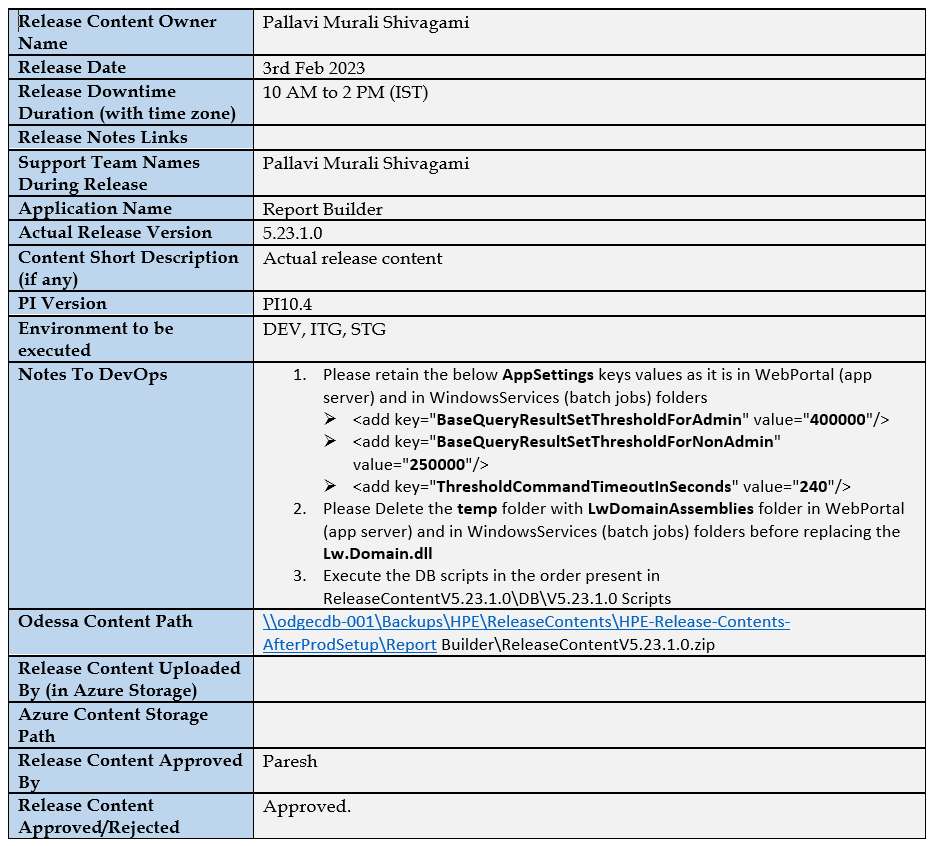 Release Content Owner
Name
Pallavi Murali Shivagami
Release Date
3rd Feb 2023
Release Downtime
Duration (with time zone)
10 AM to 2 PM (IST)
Release Notes Links
Support Team Names
During Release
Pallavi Murali Shivagami
Application Name
Report Builder
Actual Release Version
5.23.1.0
Content Short Description
(if any)
Actual release content
PI Version
PI10.4
Environment to be
executed
DEV, ITG, STG
Notes To DevOps
1. Please retain the below AppSettings keys values as it is in WebPortal (app
server) and in WindowsServices (batch jobs) folders
➢ <add key="BaseQueryResultSetThresholdForAdmin" value="400000"/>
➢ <add key="BaseQueryResultSetThresholdForNonAdmin"
value="250000"/>
➢ <add key="ThresholdCommandTimeoutInSeconds" value="240"/>
2. Please Delete the temp folder with LwDomainAssemblies folder in WebPortal
(app server) and in WindowsServices (batch jobs) folders before replacing the
Lw.Domain.dll
3. Execute the DB scripts in the order present in
ReleaseContentV5.23.1.0\DB\V5.23.1.0 Scripts
Odessa Content Path
\\odgecdb-001\Backups\HPE\ReleaseContents\HPE-Release-Contents-
AfterProdSetup\Report Builder\ReleaseContentV5.23.1.0.zip
Release Content Uploaded
By (in Azure Storage)
Azure Content Storage
Path
Release Content Approved
By
Paresh
Release Content
Approved/Rejected
Approved.